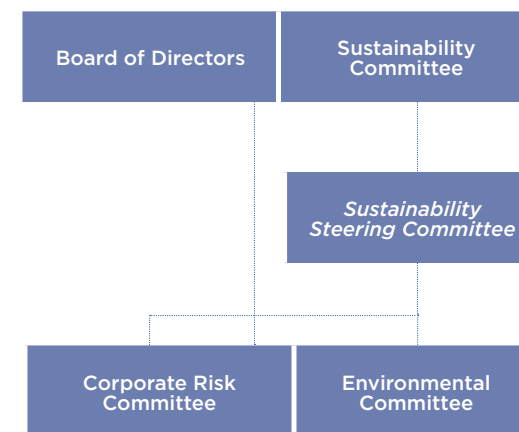 Board of Directors
Sustainability
Committee
Sustainability
Steering Committee
Corporate Risk
Committee
Environmental
Committee